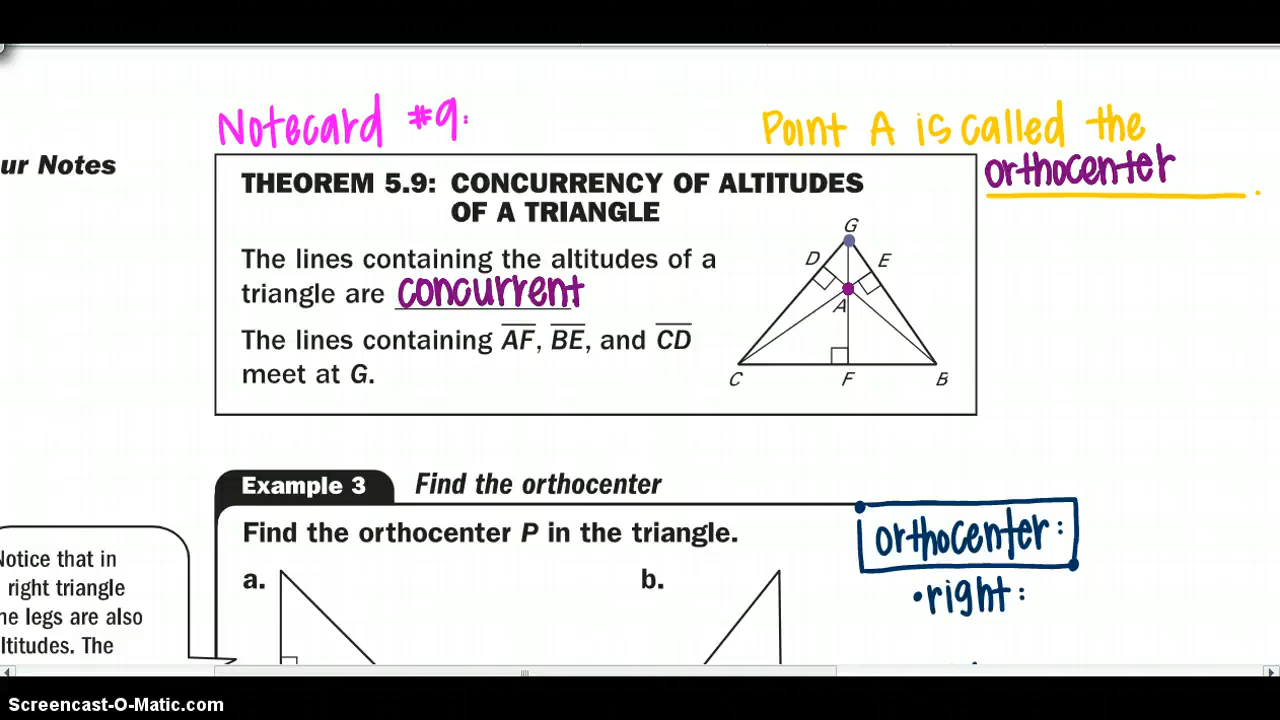 Notecard #9:
Point A is called the
orthocenter.
ur Notes
THEOREM 5.9: CONCURRENCY OF ALTITUDES
OF A TRIANGLE
The lines containing the altitudes of a
triangle are concurrent
The lines containing AF, BE, and CD
meet at G.
G
D
E
A
C
F
B
Example 3
Find the orthocenter
Find the orthocenter P in the triangle.
orthocenter:
a.
b.
•right:
Notice that in
right triangle
he legs are also
ltitudes. The
Screencast-O-Matic.com